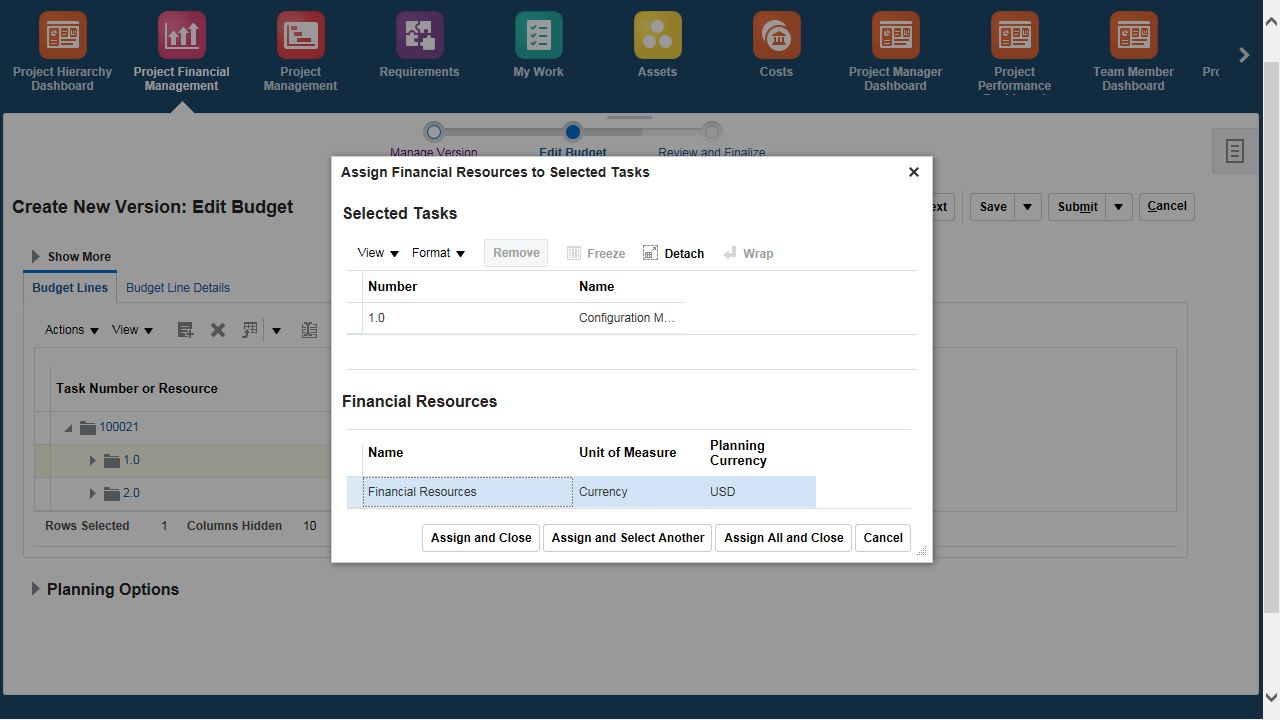 Project Hierarchy
Dashboard
Project Financial
Management
Project
Management
Requirements
My Work
Assets
Costs
Project Manager
Dashboard
Project
Performance
Team Member
Dashboard
Manage Version
Edit Budget
Review and Finalize
Create New Version: Edit Budget
ext
Save
Submit
Cancel
Show More
Budget Lines
Budget Line Details
Actions
View
Task Number or Resource
100021
1.0
2.0
Rows Selected 1 Columns Hidden 10
Planning Options
Assign Financial Resources to Selected Tasks
Selected Tasks
View
Format
Remove
Freeze
Detach
Wrap
Number Name
1.0 Configuration M...
Financial Resources
Name Unit of Measure Planning
Currency
Financial Resources Currency USD
Assign and Close
Assign and Select Another
Assign All and Close
Cancel